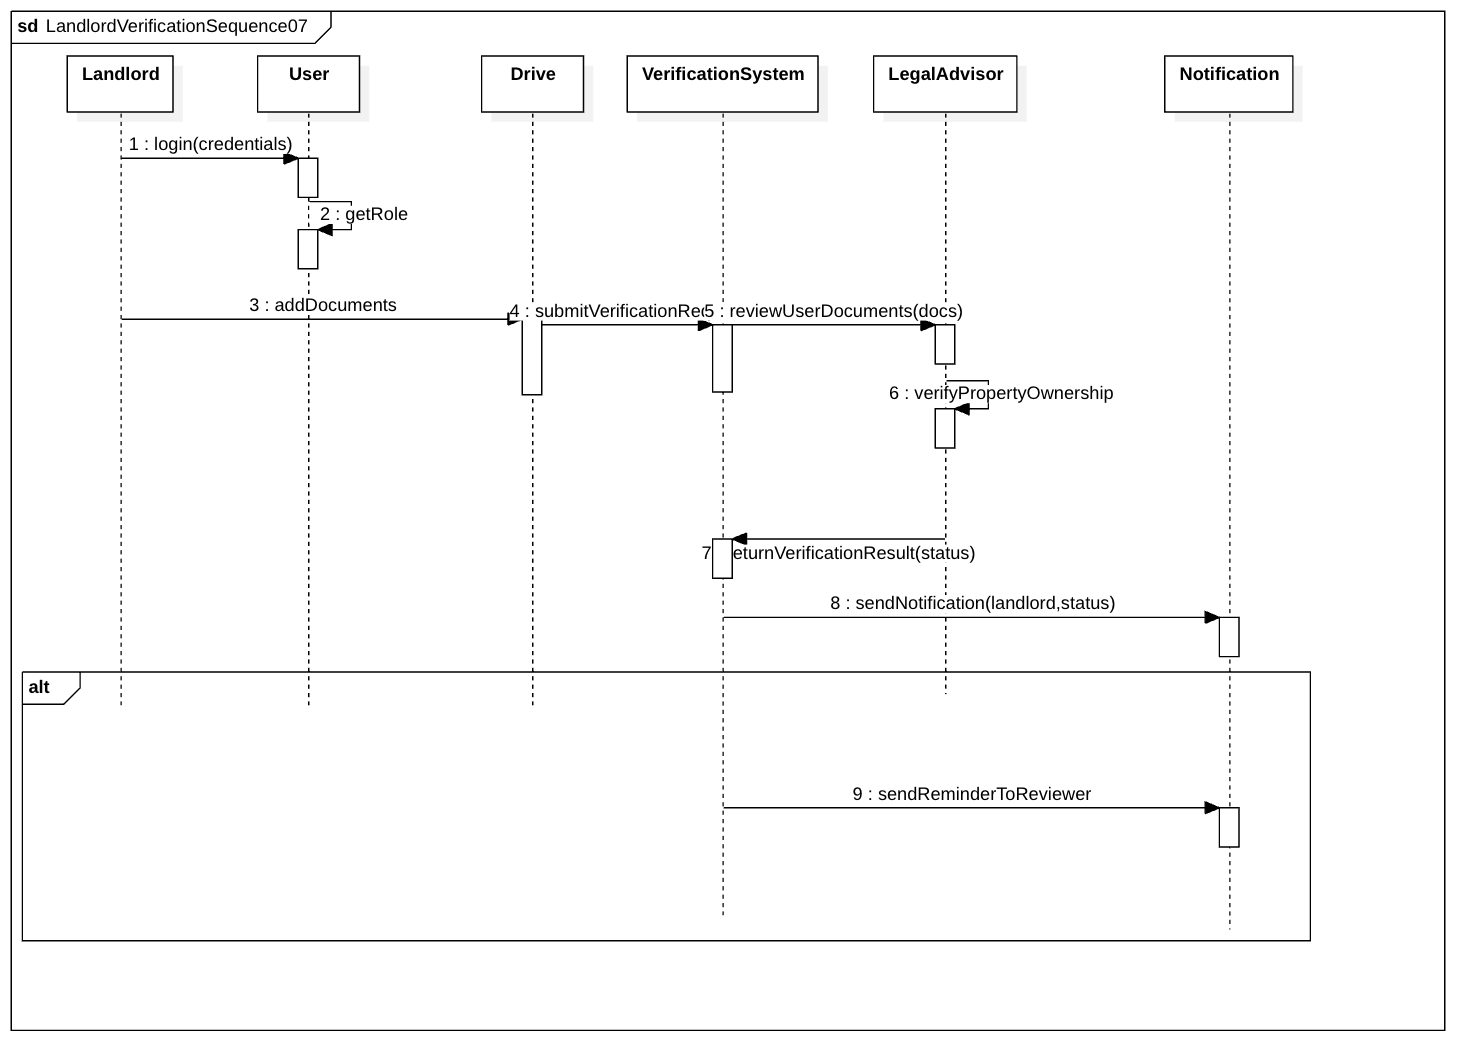 sd LandlordVerificationSequence07
Landlord
User
Drive
VerificationSystem
LegalAdvisor
Notification
1 : login(credentials)
2 : getRole
3 : addDocuments
4 : submitVerificationRe
5 : reviewUserDocuments(docs)
6 : verifyPropertyOwnership
7 eturnVerificationResult(status)
8 : sendNotification(landlord,status)
alt
9 : sendReminderToReviewer